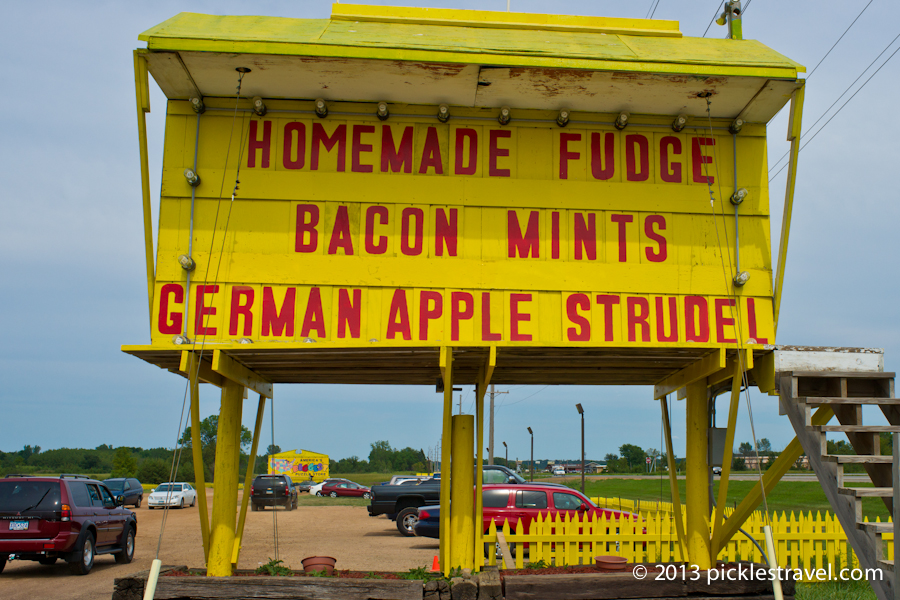 HOMEMADE FUDGE
BACON MINTS
GERMAN APPLE STRUDEL
© 2013 picklestravel.com